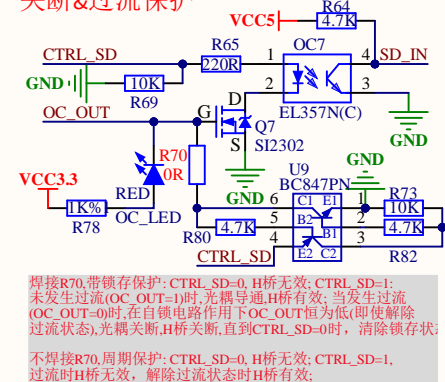 关断&过流保护
R64
VCC5
4.7K
CTRL_SD
R65
OC7
SD_IN
1
4
220R
GND
10K
2
3
R69
D
EL357N(C)
OC_OUT
G
Q7
GND
S
SI2302
R70
0R
U9
GND
VCC3.3
BC847PN
RED
GND
6
C1
E1
1
R73
1K%
OC_LED
5
B2
2
10K
R78
R80
4.7K
B1
4.7K
4
E2
C2
3
CTRL_SD
R82
焊接R70,带锁存保护: CTRL_SD=0, H桥无效; CTRL_SD=1:
未发生过流(OC_OUT=1)时,光耦导通,H桥有效; 当发生过流
(OC_OUT=0)时,在自锁电路作用下OC_OUT恒为低(即使解除
过流状态),光耦关断,H桥关断,直到CTRL_SD=0时，清除锁存状
不焊接R70,周期保护: CTRL_SD=0, H桥无效; CTRL_SD=1,
过流时H桥无效，解除过流状态时H桥有效;